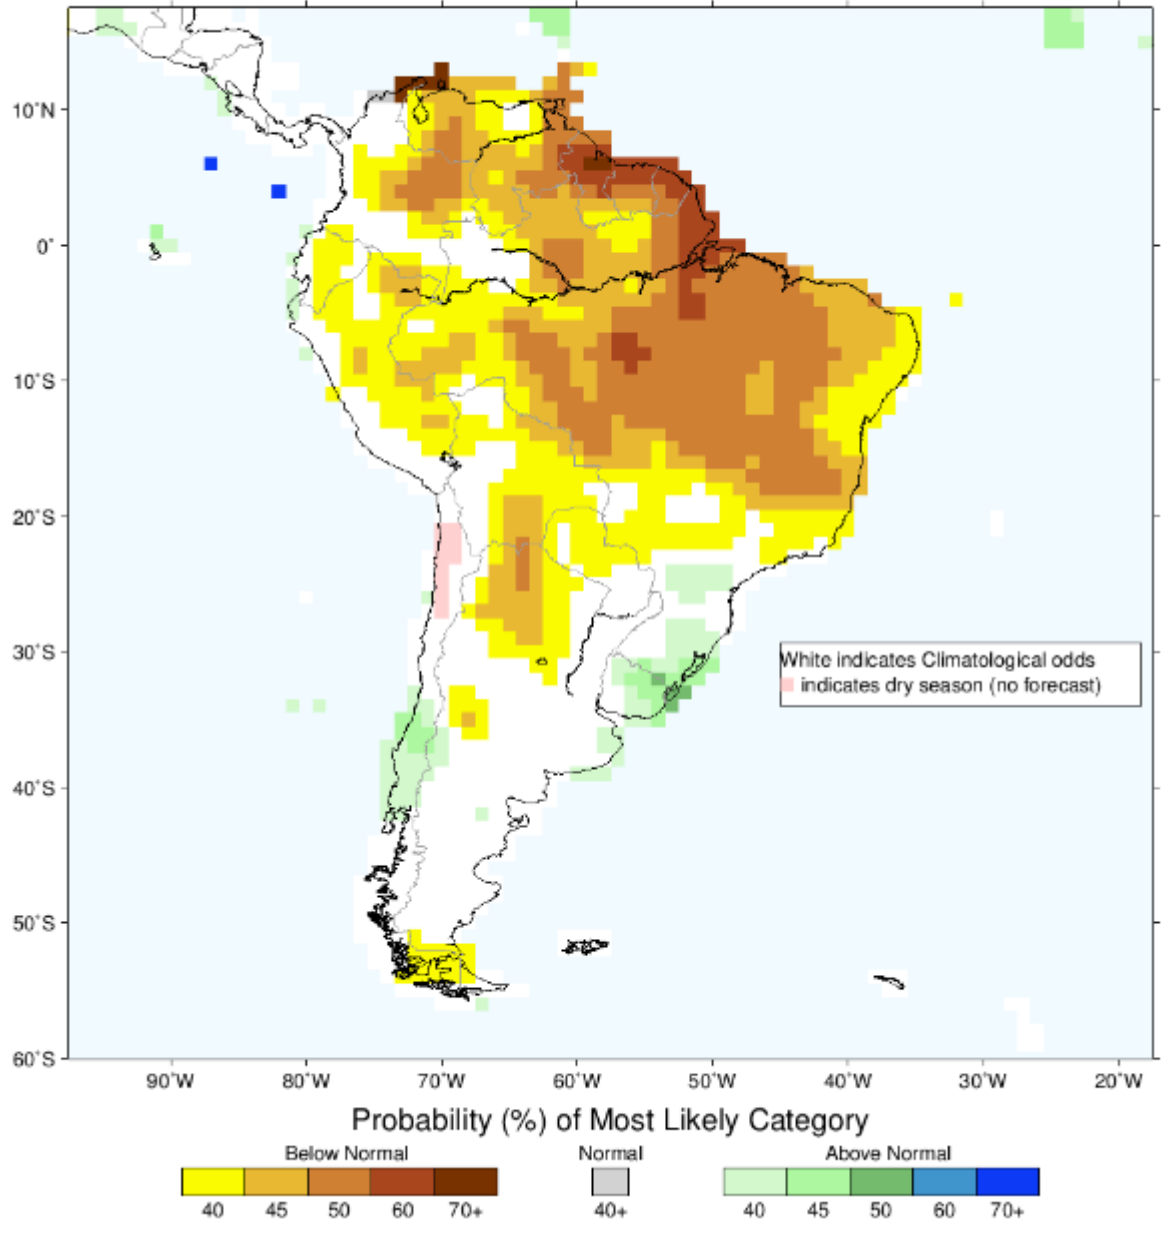 10°N
0°
10°S
20°S
30°S
40°S
50°S
60°S
White indicates Climatological odds
indicates dry season (no forecast)
90°W 80°W 70°W 60°W 50°W 40°W 30°W 20°W
Probability (%) of Most Likely Category
Below Normal Normal Above Normal
40 45 50 60 70+ 40+ 40 45 50 60 70+